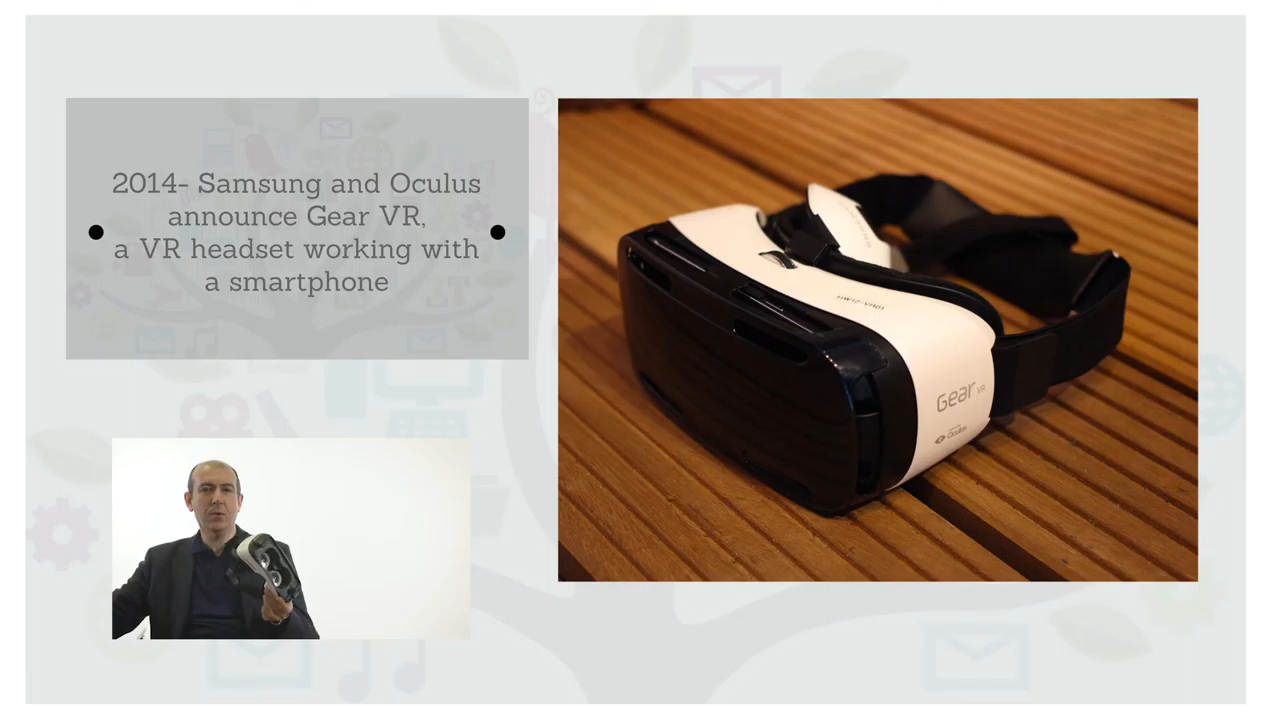 2014- Samsung and Oculus
announce Gear VR,
a VR headset working with
a smartphone
Gear VR
Oculus